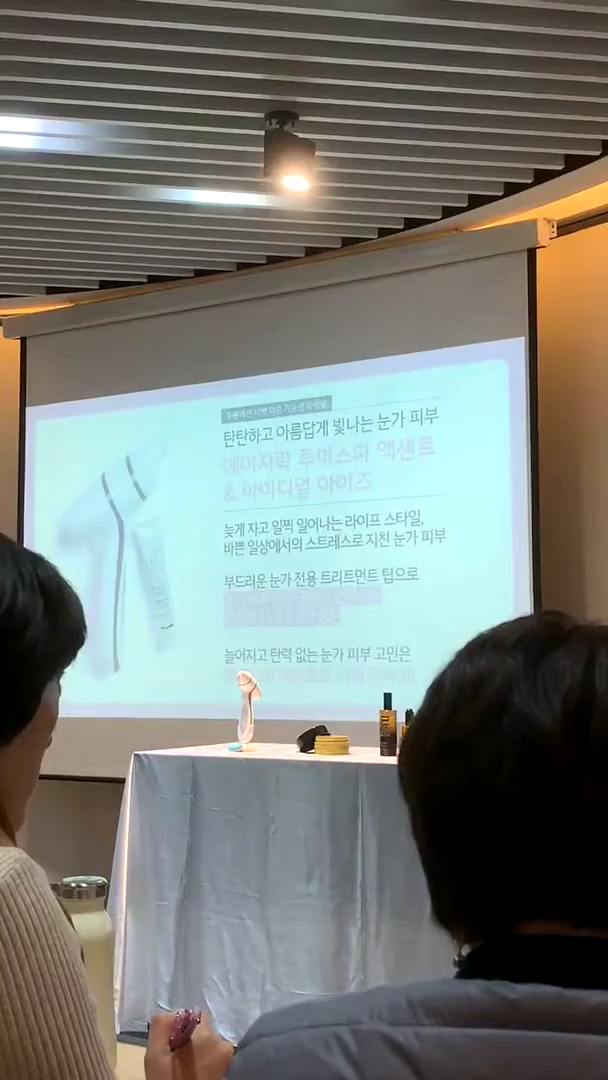 탄탄하고 아름답게 빛나는 눈가 피부
에이지락 루미스파 액센트
& 아이디얼 아이즈
늦게 자고 일찍 일어나는 라이프 스타일,
바쁜 일상에서의 스트레스로 지친 눈가 피부
부드러운 눈가 전용 트리트먼트 팁으로
늘어지고 탄력 없는 눈가 피부 고민은